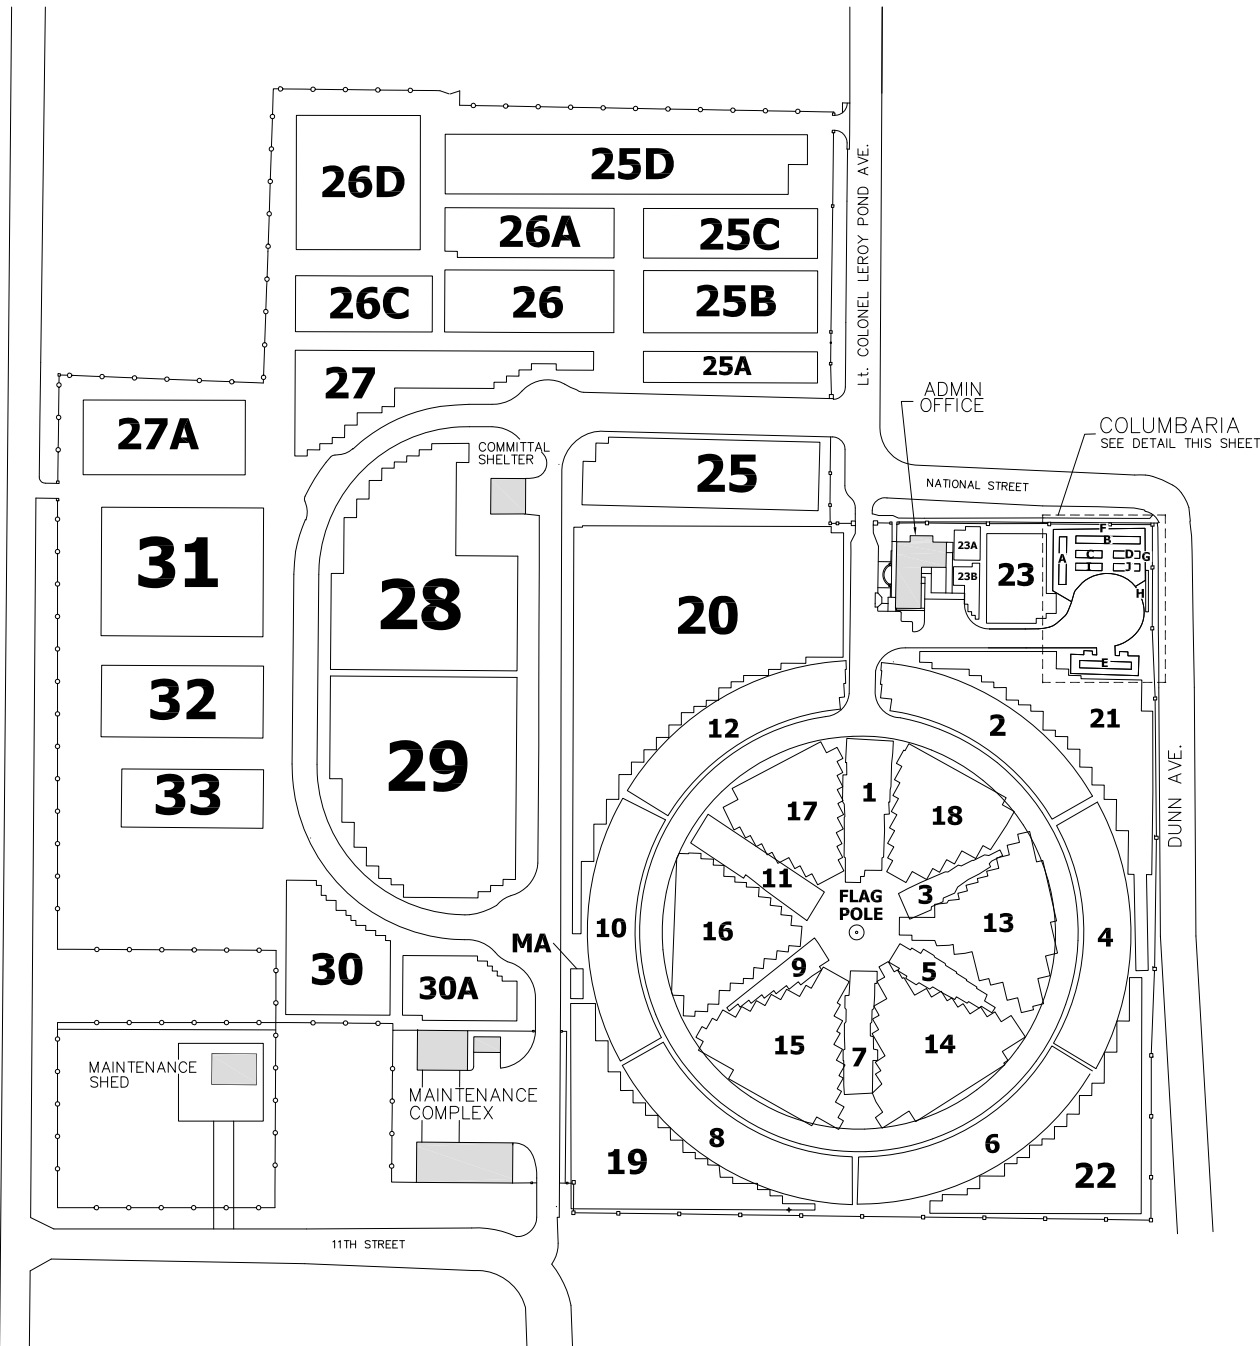 26D
25D
26A
25C
26C
26
25B
27
25A
27A
Lt. COLONEL LEROY POND AVE.
ADMIN
OFFICE
COLUMBARIA
SEE DETAIL THIS SHEET
COMMITTAL
SHELTER
25
NATIONAL STREET
31
28
20
23A
23B
23
A
F
B
C
D
G
I
J
H
E
32
29
33
12
2
21
DUNN AVE.
17
1
18
11
3
FLAG
POLE
10
16
13
4
MA
9
5
30
30A
15
7
14
MAINTENANCE
SHED
MAINTENANCE
COMPLEX
8
6
19
22
11TH STREET